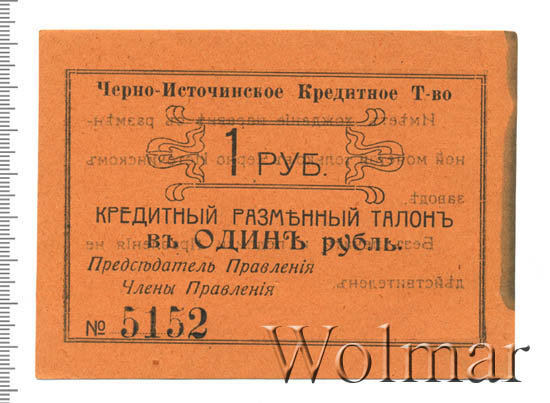 Черно-Источинское Кредитное Т-во
1 РУБ.
КРЕДИТНЫЙ РАЗМѢННЫЙ ТАЛОНЪ
въ ОДИНЪ рубль.
Предсѣдатель Правленія
Члены Правленія
№ 5152
Wolmar